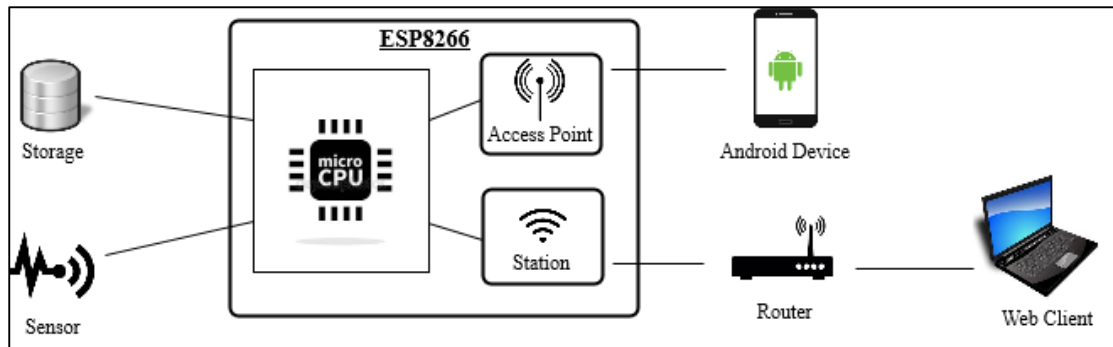 ESP8266
Storage
micro
CPU
Access Point
Android Device
Sensor
Station
Router
Web Client